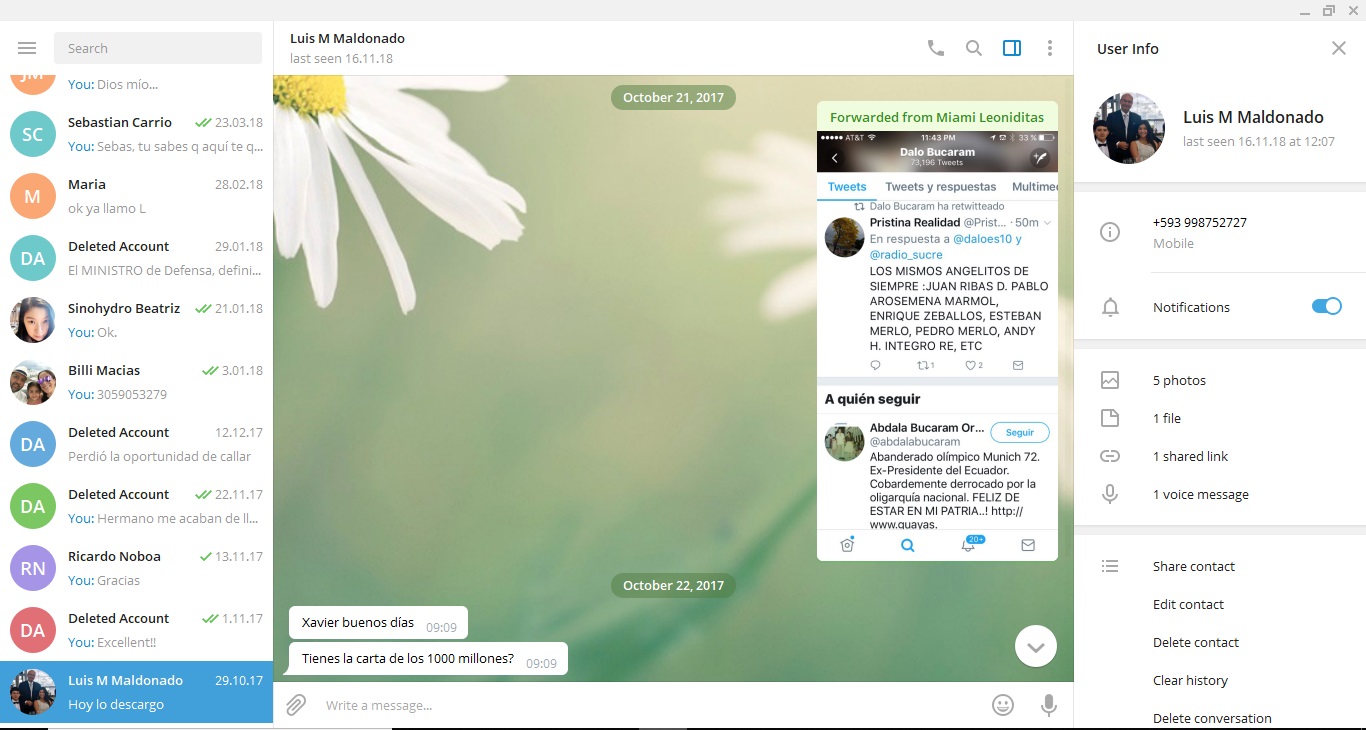 Search
JM
You: Dios mío...
SC
Sebastian Carrio
23.03.18
You: Sebas, tu sabes q aquí te q...
M
Maria
28.02.18
ok ya llamo L
DA
Deleted Account
29.01.18
El MINISTRO de Defensa, defini...
Sinohydro Beatriz
21.01.18
You: Ok.
Billi Macias
3.01.18
You: 3059053279
DA
Deleted Account
12.12.17
Perdió la oportunidad de callar
DA
Deleted Account
22.11.17
You: Hermano me acaban de ll...
RN
Ricardo Noboa
13.11.17
You: Gracias
DA
Deleted Account
1.11.17
You: Excellent!!
Luis M Maldonado
29.10.17
Hoy lo descargo
Luis M Maldonado
last seen 16.11.18
October 21, 2017
Forwarded from Miami Leoniditas
AT&T
11:43 PM
33 %
Dalo Bucaram
73,196 Tweets
Tweets
Tweets y respuestas
Multimed
Dalo Bucaram ha retwitteado
Pristina Realidad @Prist... · 50m
En respuesta a @daloes10 y
@radio_sucre
LOS MISMOS ANGELITOS DE
SIEMPRE :JUAN RIBAS D. PABLO
AROSEMENA MARMOL,
ENRIQUE ZEBALLOS, ESTEBAN
MERLO, PEDRO MERLO, ANDY
H. INTEGRO RE, ETC
1
2
A quién seguir
Abdala Bucaram Or...
Seguir
@abdalabucaram
Abanderado olímpico Munich 72.
Ex-Presidente del Ecuador.
Cobardemente derrocado por la
oligarquía nacional. FELIZ DE
ESTAR EN MI PATRIA..! http://
www.guayas.
20+
October 22, 2017
Xavier buenos días
09:09
Tienes la carta de los 1000 millones?
09:09
Write a message...
User Info
Luis M Maldonado
last seen 16.11.18 at 12:07
+593 998752727
Mobile
Notifications
5 photos
1 file
1 shared link
1 voice message
Share contact
Edit contact
Delete contact
Clear history
Delete conversation